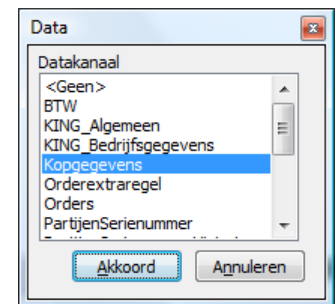 Data
Datakanaal
<Geen>
BTW
KING_Algemeen
KING_Bedrijfsgegevens
Kopgegevens
Orderextraregel
Orders
PartijenSerienummer
Akkoord
Annuleren